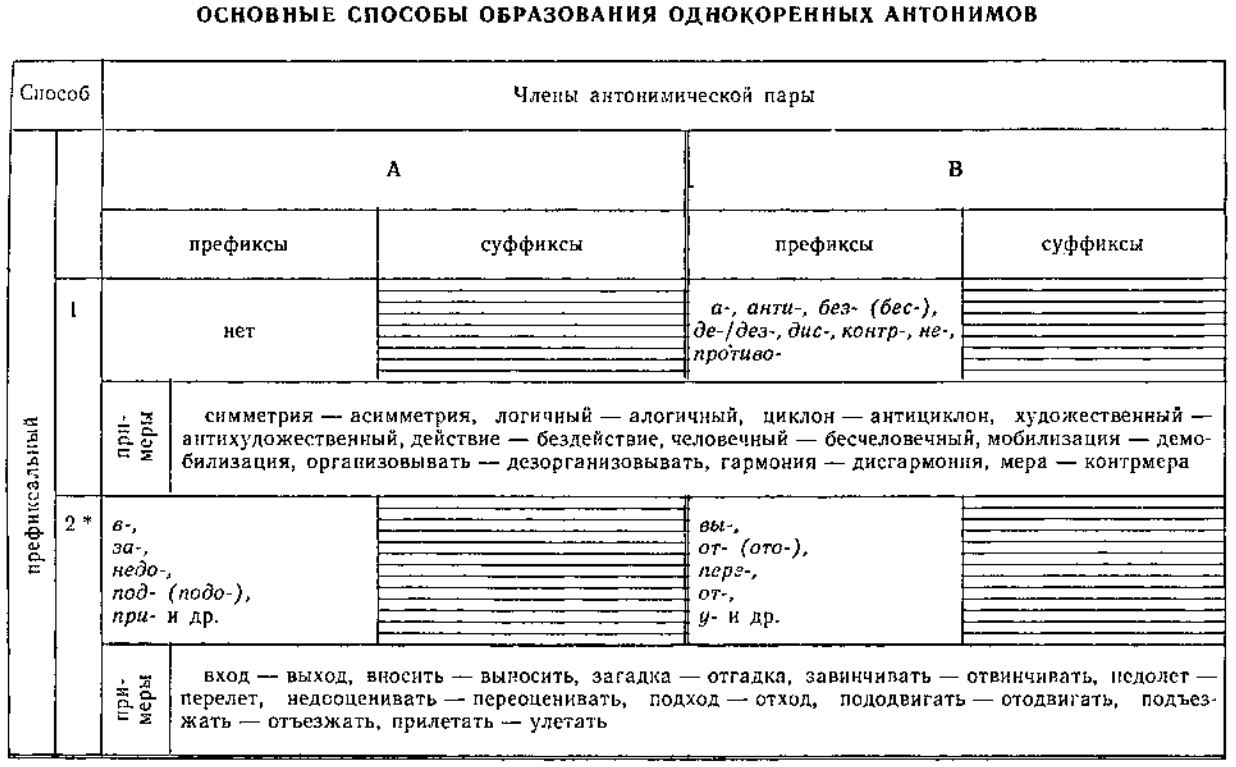 ОСНОВНЫЕ СПОСОБЫ ОБРАЗОВАНИЯ ОДНОКОРЕННЫХ АНТОНИМОВ
Способ
Члены антонимической пары
А
В
префиксы
суффиксы
префиксы
суффиксы
префиксальный
1
нет
а-, анти-, без- (бес-),
де-/дез-, дис-, контр-, не-,
противо-
при-
меры
симметрия — асимметрия, логичный — алогичный, циклон — антициклон, художественный —
антихудожественный, действие — бездействие, человечный — бесчеловечный, мобилизация — демо-
билизация, организовывать — дезорганизовывать, гармония — дисгармония, мера — контрмера
2 *
в-,
за-,
недо-,
под- (подо-),
при- и др.
вы-,
от- (ото-),
пере-,
от-,
у- и др.
при-
меры
вход — выход, вносить — выносить, загадка — отгадка, завинчивать — отвинчивать, недолет —
перелет, недооценивать — переоценивать, подход — отход, пододвигать — отодвигать, подъез-
жать — отъезжать, прилетать — улетать